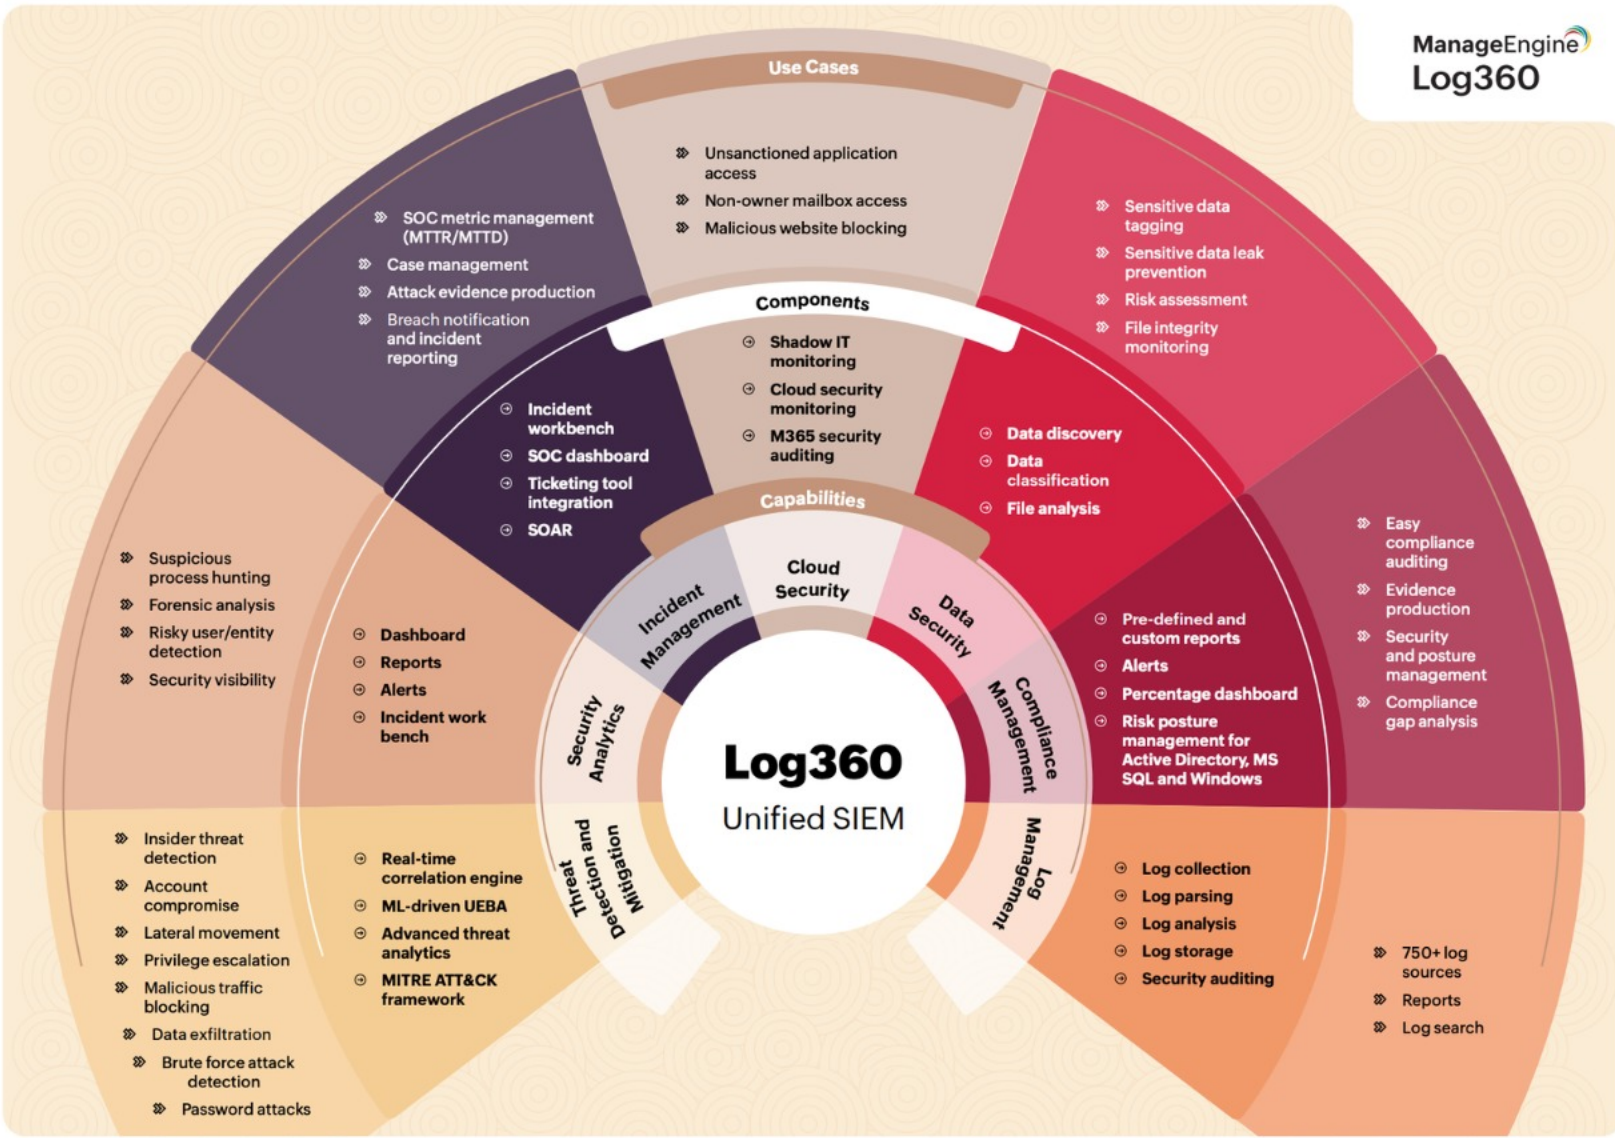 ManageEngine
Log360
Use Cases
Unsanctioned application
access
Non-owner mailbox access
Malicious website blocking
SOC metric management
(MTTR/MTTD)
Case management
Attack evidence production
Breach notification
and incident
reporting
Sensitive data
tagging
Sensitive data leak
prevention
Risk assessment
File integrity
monitoring
Components
Shadow IT
monitoring
Cloud security
monitoring
M365 security
auditing
Incident
workbench
SOC dashboard
Ticketing tool
integration
SOAR
Data discovery
Data
classification
File analysis
Capabilities
Incident
Management
Cloud
Security
Data
Security
Security
Analytics
Compliance
Management
Threat
Detection and
Mitigation
Log
Management
Log360
Unified SIEM
Suspicious
process hunting
Forensic analysis
Risky user/entity
detection
Security visibility
Dashboard
Reports
Alerts
Incident work
bench
Pre-defined and
custom reports
Alerts
Percentage dashboard
Risk posture
management for
Active Directory, MS
SQL and Windows
Easy
compliance
auditing
Evidence
production
Security
and posture
management
Compliance
gap analysis
Insider threat
detection
Account
compromise
Lateral movement
Privilege escalation
Malicious traffic
blocking
Data exfiltration
Brute force attack
detection
Password attacks
Real-time
correlation engine
ML-driven UEBA
Advanced threat
analytics
MITRE ATT&CK
framework
Log collection
Log parsing
Log analysis
Log storage
Security auditing
750+ log
sources
Reports
Log search